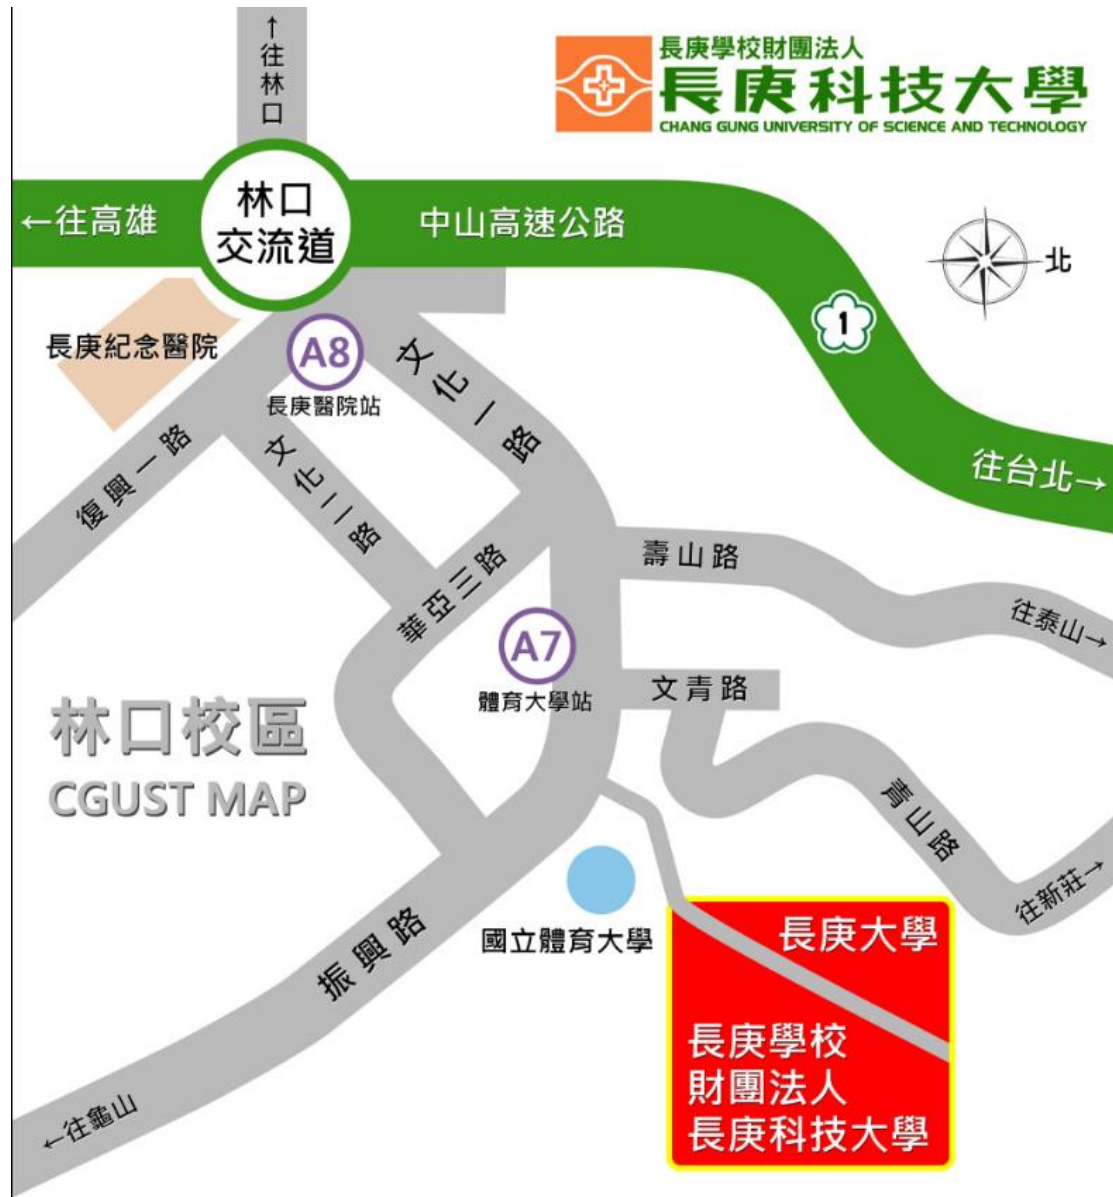 ↑往林口
長庚學校財團法人
長庚科技大學
CHANG GUNG UNIVERSITY OF SCIENCE AND TECHNOLOGY
←往高雄
林口
交流道
中山高速公路
北
1
長庚紀念醫院
A8
長庚醫院站
文化一路
往台北→
復興一路
文化二路
華亞三路
壽山路
往泰山→
A7
體育大學站
文青路
林口校區
CGUST MAP
青山路
往新莊→
國立體育大學
振興路
長庚大學
長庚學校
財團法人
長庚科技大學
←往龜山